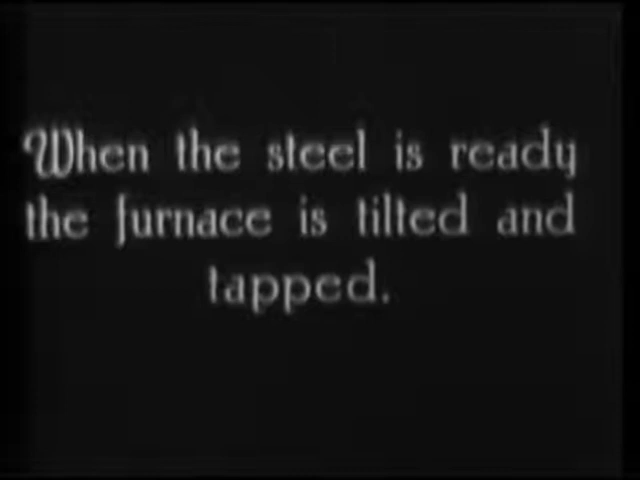 When the steel is ready
the furnace is tilted and
tapped.